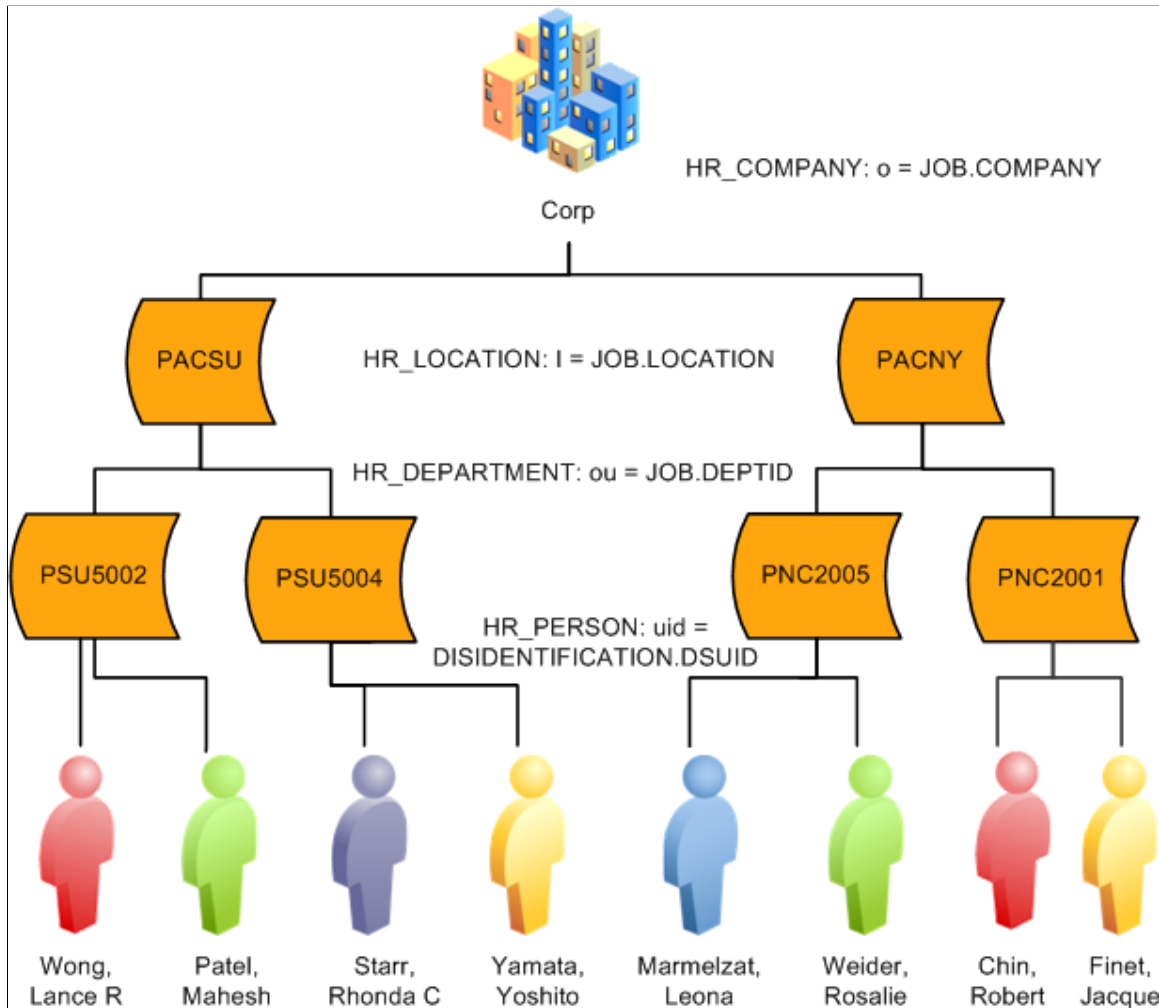 HR_COMPANY: o = JOB.COMPANY
Corp
PACSU
HR_LOCATION: l = JOB.LOCATION
PACNY
HR_DEPARTMENT: ou = JOB.DEPTID
PSU5002
PSU5004
PNC2005
PNC2001
HR_PERSON: uid =
DISIDENTIFICATION.DSUID
Wong,
Lance R
Patel,
Mahesh
Starr,
Rhonda C
Yamata,
Yoshito
Marmelzat,
Leona
Weider,
Rosalie
Chin,
Robert
Finet,
Jacque